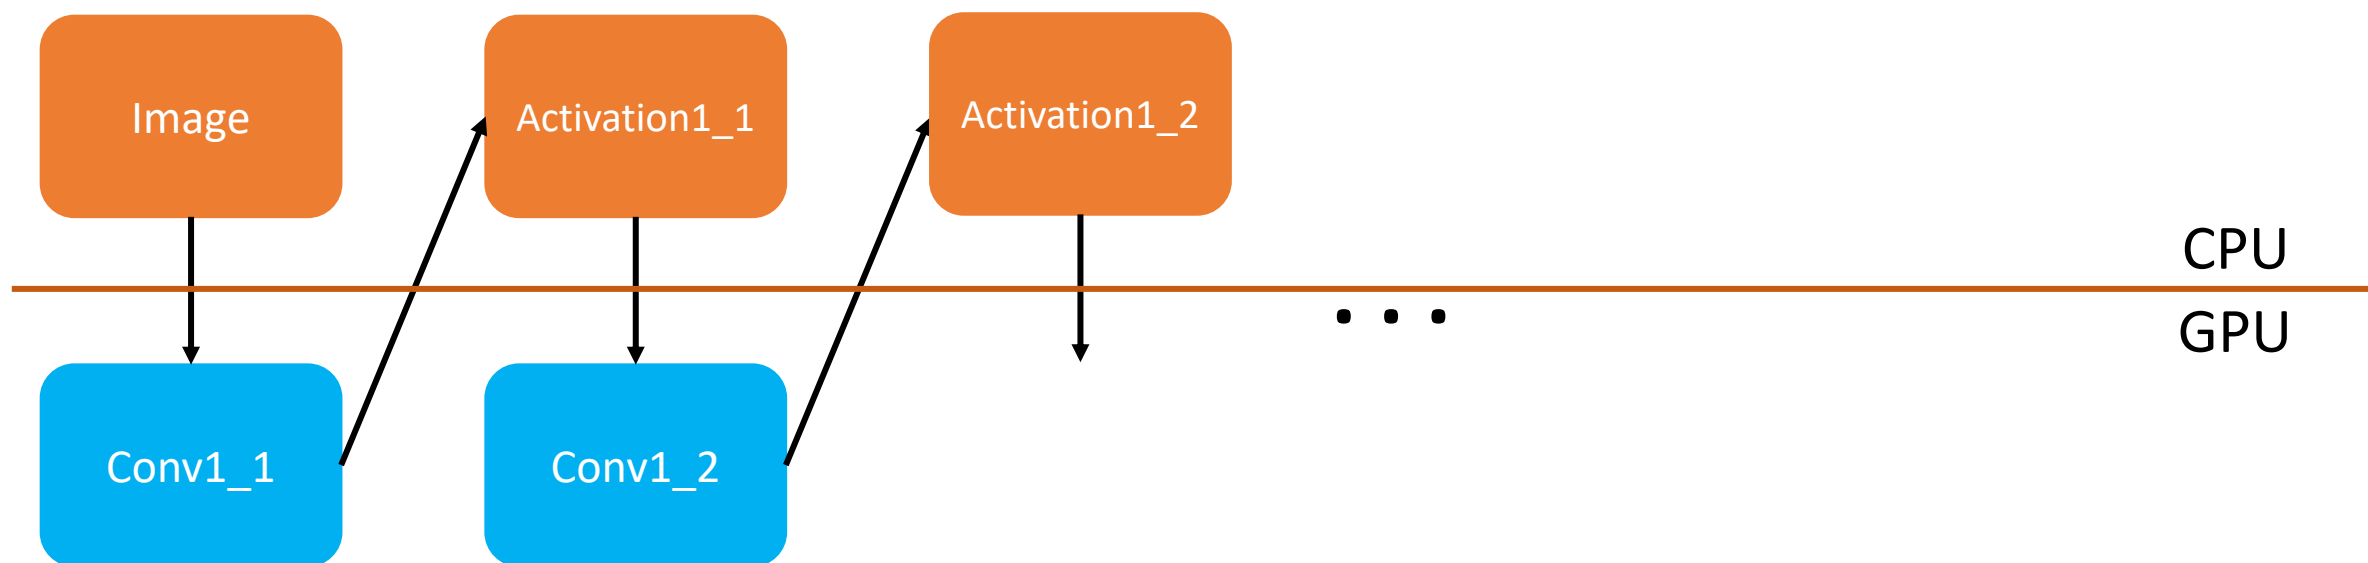 Image
Activation1_1
Activation1_2
CPU
. . .
GPU
Conv1_1
Conv1_2